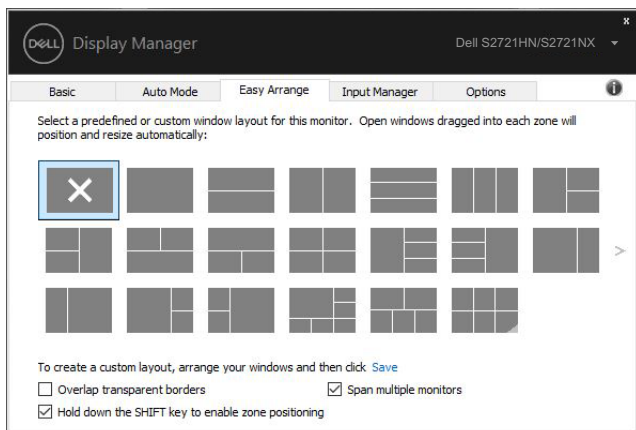 x
DELL Display Manager Dell S2721HN/S2721NX
Basic Auto Mode Easy Arrange Input Manager Options
Select a predefined or custom window layout for this monitor. Open windows dragged into each zone will
position and resize automatically:
>
To create a custom layout, arrange your windows and then click Save
Overlap transparent borders Span multiple monitors
Hold down the SHIFT key to enable zone positioning